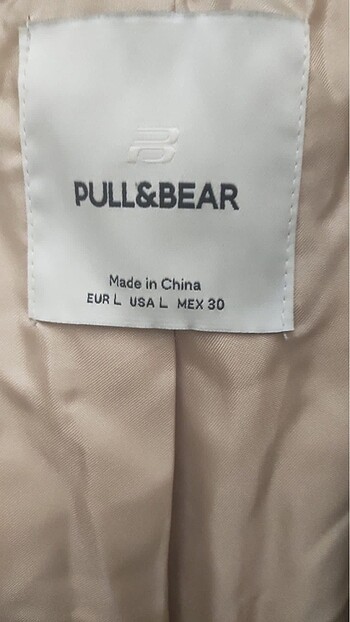 PULL&BEAR
Made in China
EUR L USA L MEX 30